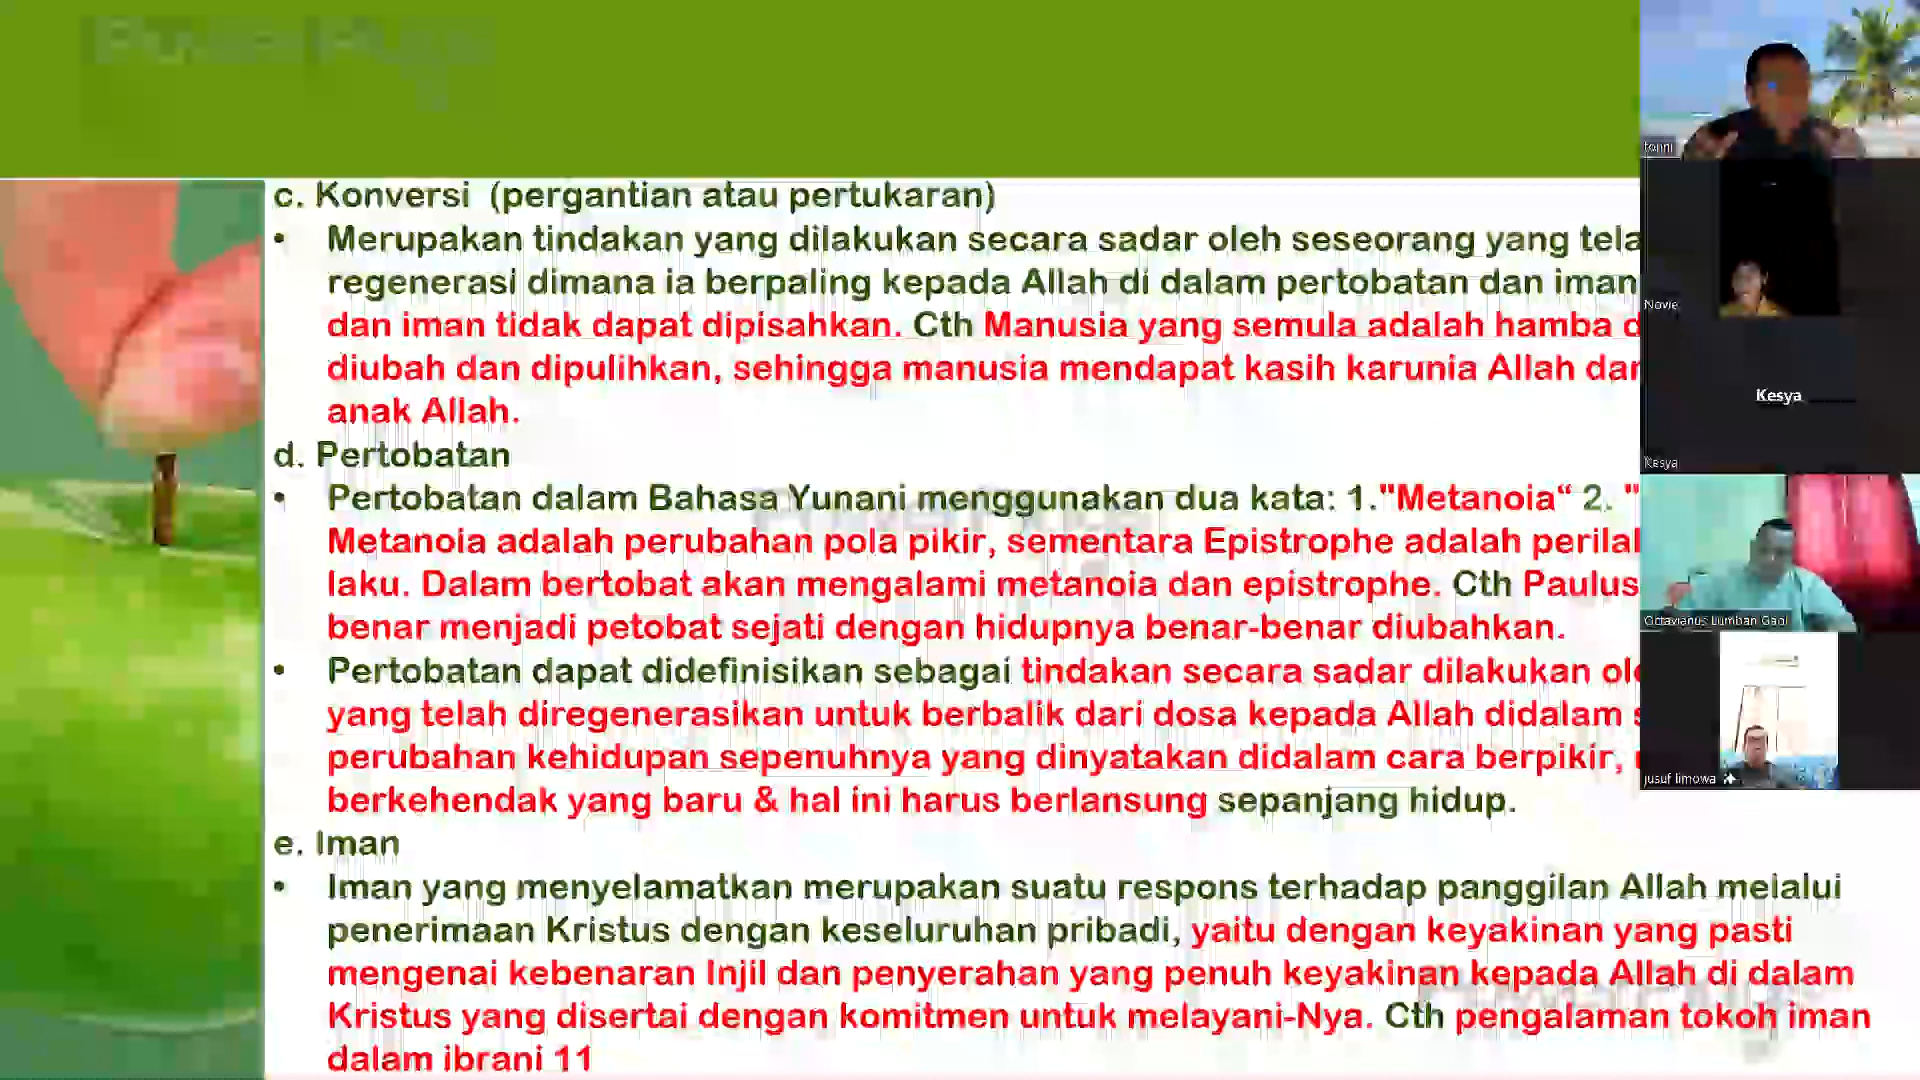 c. Konversi (pergantian atau pertukaran)
• Merupakan tindakan yang dilakukan secara sadar oleh seseorang yang
regenerasi dimana ia berpaling kepada Allah di dalam pertobatan dan iman
dan iman tidak dapat dipisahkan. Cth Manusia yang semula adalah hamba
diubah dan dipulihkan, sehingga manusia mendapat kasih karunia Allah
anak Allah.
d. Pertobatan
• Pertobatan dalam Bahasa Yunani menggunakan dua kata: 1."Metanoia“ 2. "
Metanoia adalah perubahan pola pikir, sementara Epistrophe adalah
laku. Dalam bertobat akan mengalami metanoia dan epistrophe. Cth Paulus
benar menjadi petobat sejati dengan hidupnya benar-benar diubahkan.
• Pertobatan dapat didefinisikan sebagai tindakan secara sadar dilakukan
yang telah diregenerasikan untuk berbalik dari dosa kepada Allah didalam
perubahan kehidupan sepenuhnya yang dinyatakan didalam cara berpikir,
berkehendak yang baru & hal ini harus berlansung sepanjang hidup.
e. Iman
• Iman yang menyelamatkan merupakan suatu respons terhadap panggilan Allah melalui
penerimaan Kristus dengan keseluruhan pribadi, yaitu dengan keyakinan yang pasti
mengenai kebenaran Injil dan penyerahan yang penuh keyakinan kepada Allah di dalam
Kristus yang disertai dengan komitmen untuk melayani-Nya. Cth pengalaman tokoh iman
dalam ibrani 11
tonni
Novie
Kesya
Kesya
Octavianus Lumban Gaol
jusuf limowa